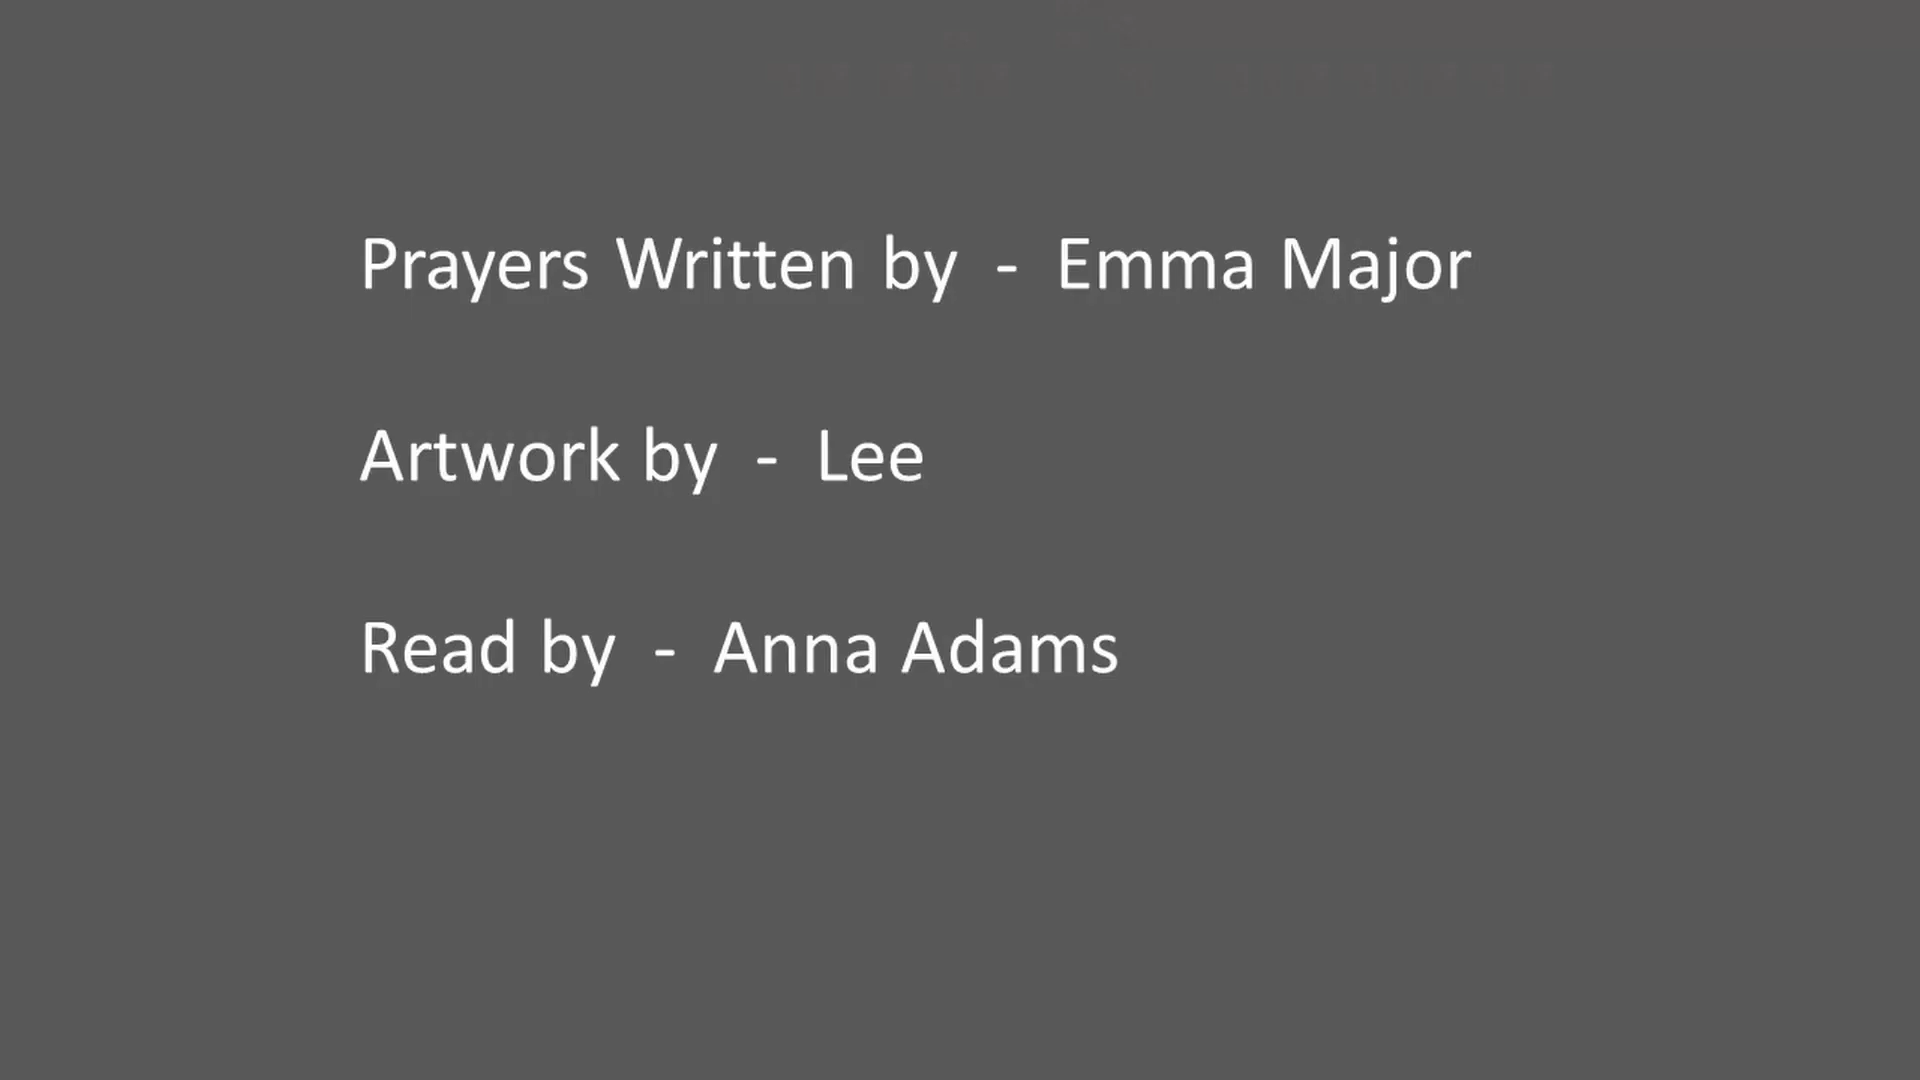 Prayers Written by - Emma Major
Artwork by - Lee
Read by - Anna Adams